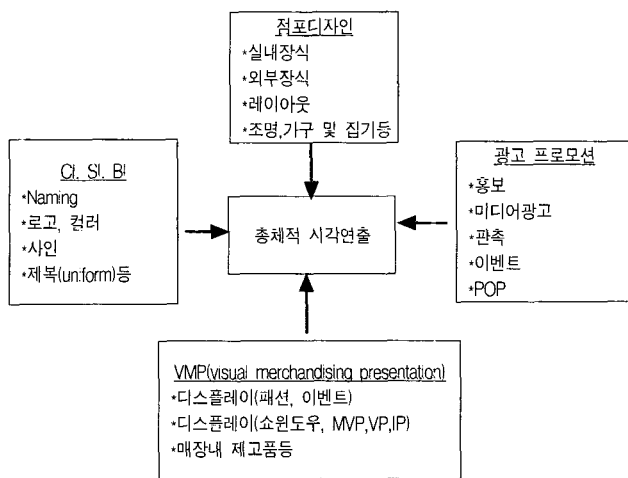 점포디자인
*실내장식
*외부장식
*레이아웃
*조명,가구 및 집기등
CI. SI. BI
*Naming
*로고, 컬러
*사인
*제복(un:form)등
총체적 시각연출
광고 프로모션
*홍보
*미디어광고
*판촉
*이벤트
*POP
VMP(visual merchandising presentation)
*디스플레이(패션, 이벤트)
*디스픈레이(쇼윈도우, MVP,VP,IP)
*매장내 제고품등